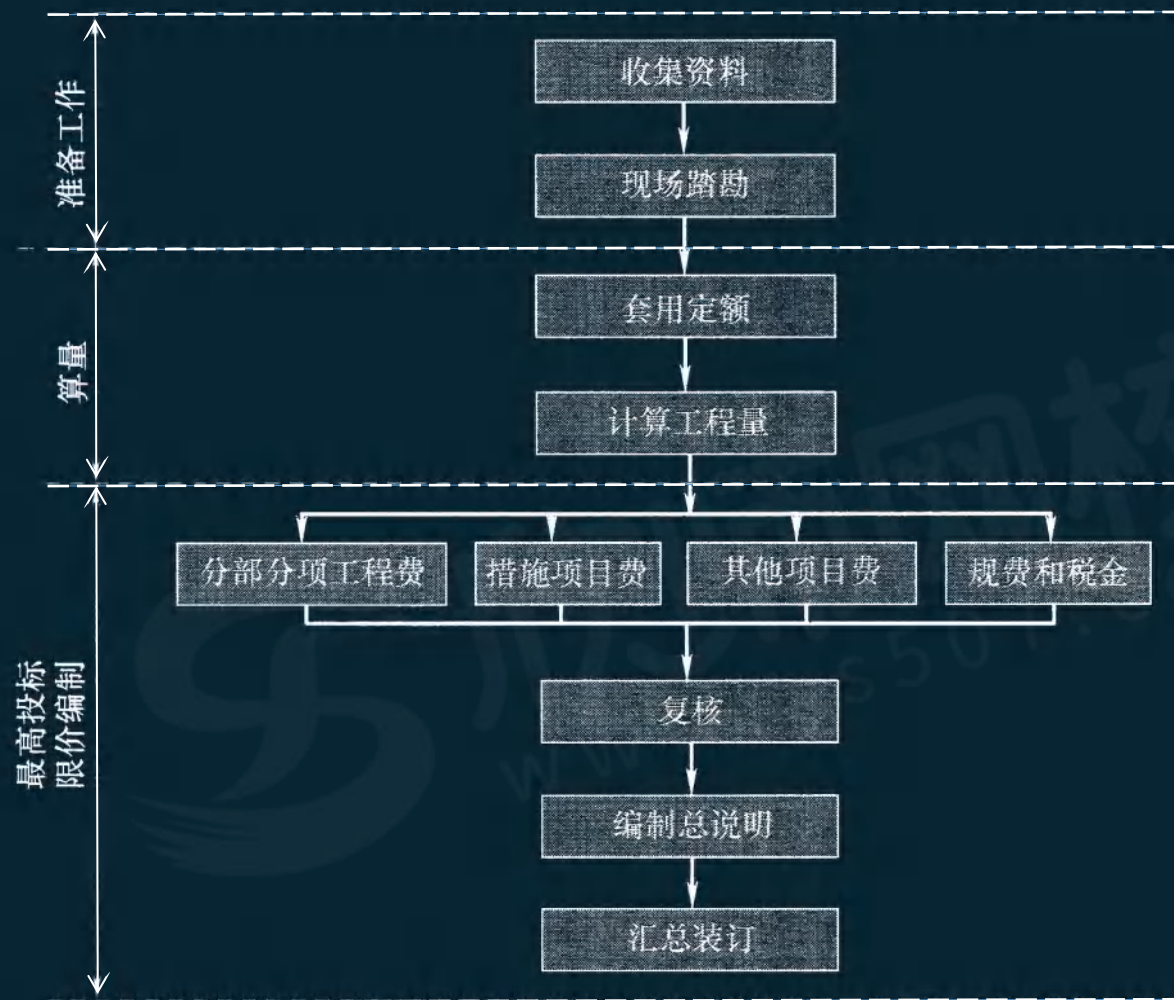 准备工作
收集资料
现场踏勘
算量
套用定额
计算工程量
最高投标
限价编制
分部分项工程费
措施项目费
其他项目费
规费和税金
复核
编制总说明
汇总装订